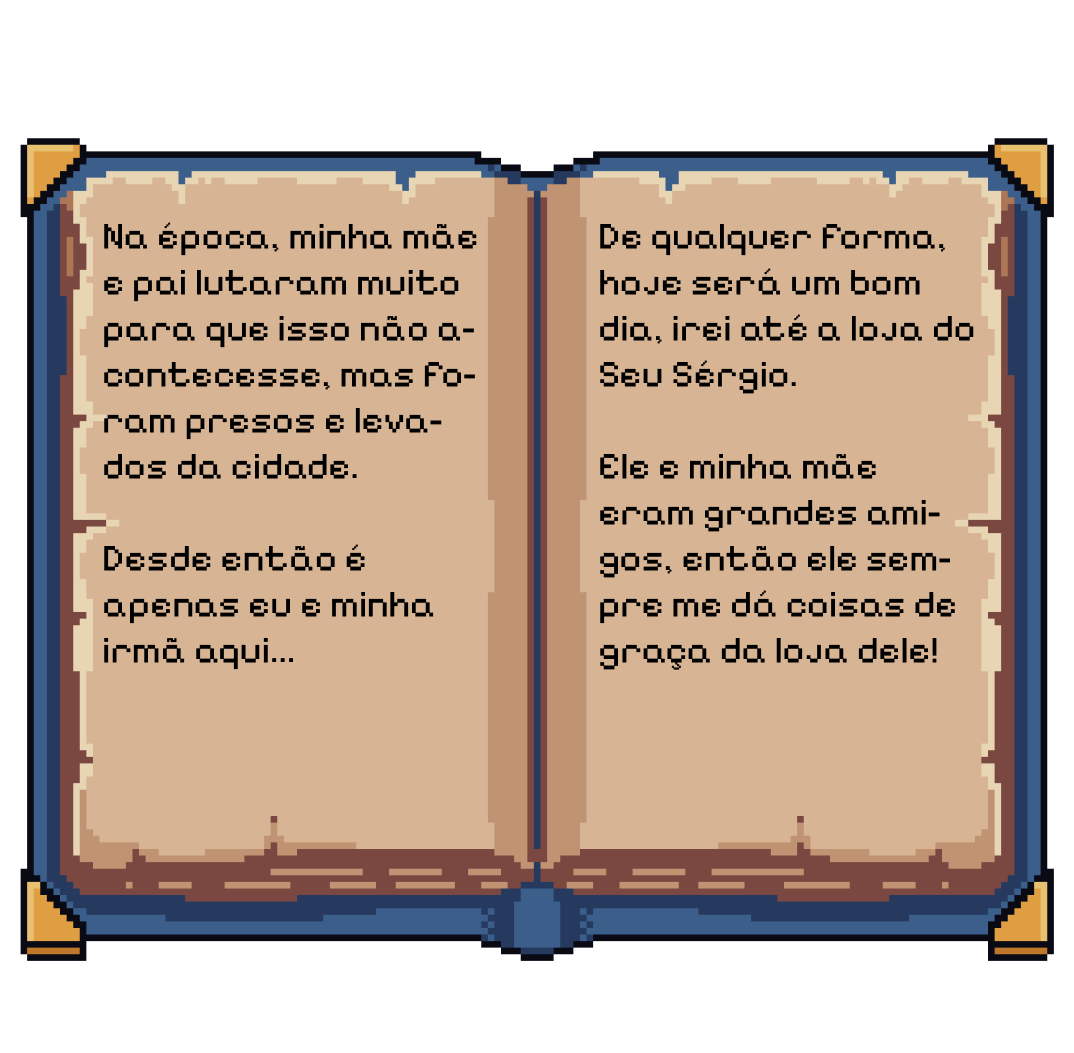 Na época, minha mãe
e pai lutaram muito
para que isso não a-
contecesse, mas fo-
ram presos e leva-
dos da cidade.
Desde então é
apenas eu e minha
irmã aqui...
De qualquer forma,
hoje será um bom
dia, irei até a loja do
Seu Sérgio.
Ele e minha mãe
eram grandes ami-
gos, então ele sem-
pre me dá coisas de
graça da loja dele!